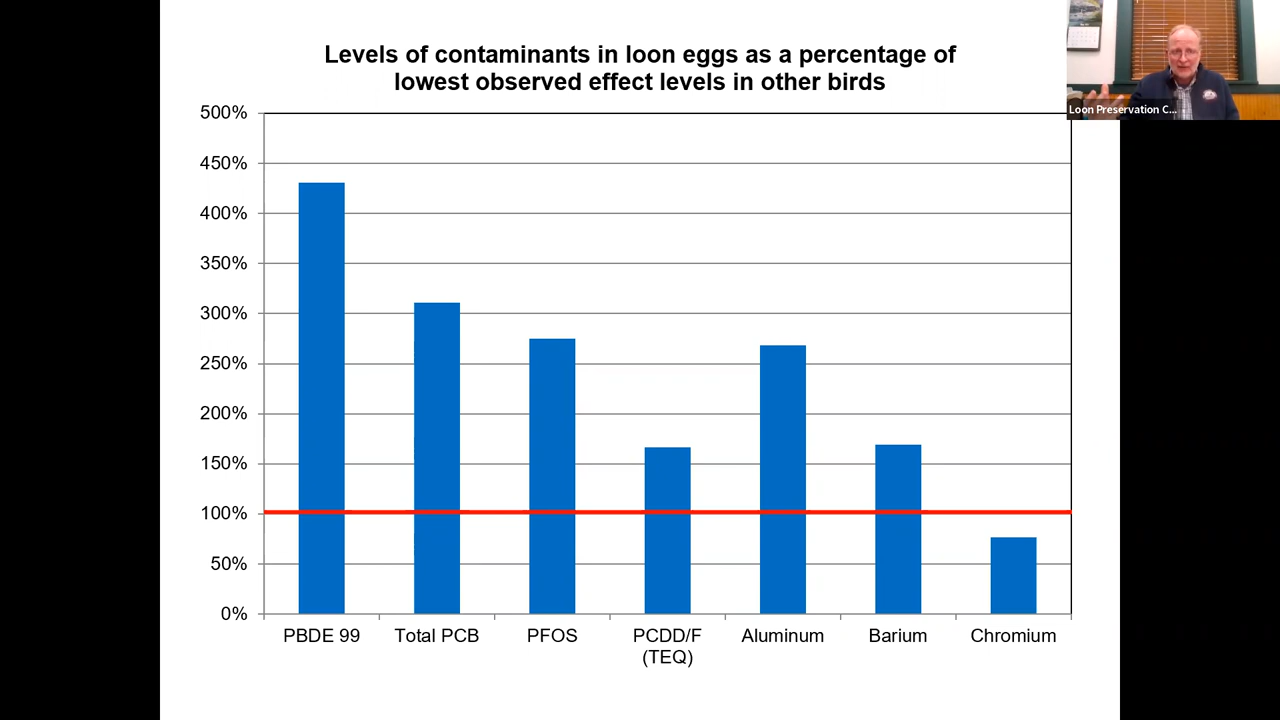 Levels of contaminants in loon eggs as a percentage of
lowest observed effect levels in other birds
500%
450%
400%
350%
300%
250%
200%
150%
100%
50%
0%
PBDE 99
Total PCB
PFOS
PCDD/F
(TEQ)
Aluminum
Barium
Chromium
Loon Preservation C...